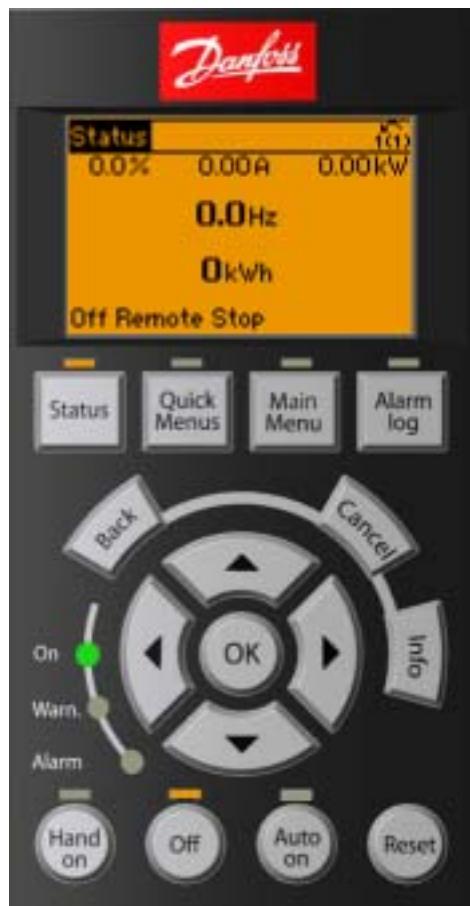 Danfoss
Status 1(1)
0.0% 0.00A 0.00kW
0.0Hz
0kWh
Off Remote Stop
Status Quick Menus Main Menu Alarm log
Back Cancel
Info
OK
On
Warn.
Alarm
Hand on Off Auto on Reset